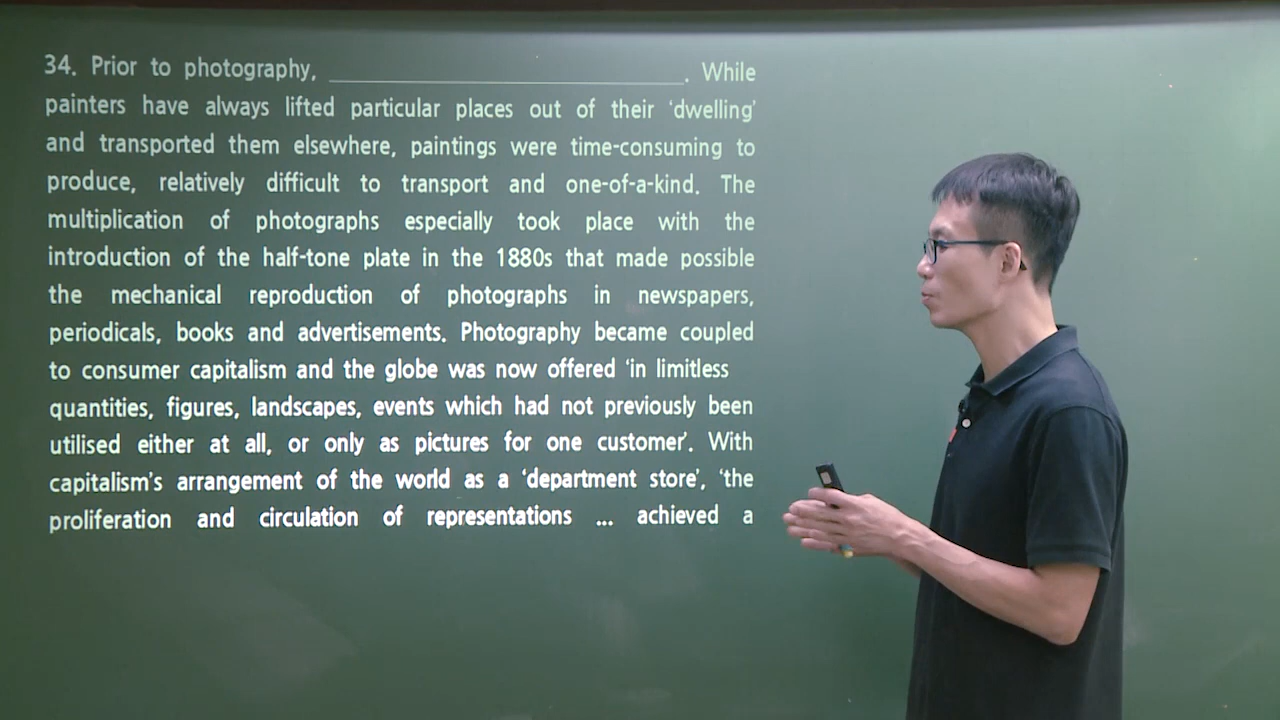 34. Prior to photography, ________________________________. While
painters have always lifted particular places out of their ‘dwelling’
and transported them elsewhere, paintings were time-consuming to
produce, relatively difficult to transport and one-of-a-kind. The
multiplication of photographs especially took place with the
introduction of the half-tone plate in the 1880s that made possible
the mechanical reproduction of photographs in newspapers,
periodicals, books and advertisements. Photography became coupled
to consumer capitalism and the globe was now offered ‘in limitless
quantities, figures, landscapes, events which had not previously been
utilised either at all, or only as pictures for one customer’. With
capitalism’s arrangement of the world as a ‘department store’, ‘the
proliferation and circulation of representations ... achieved a